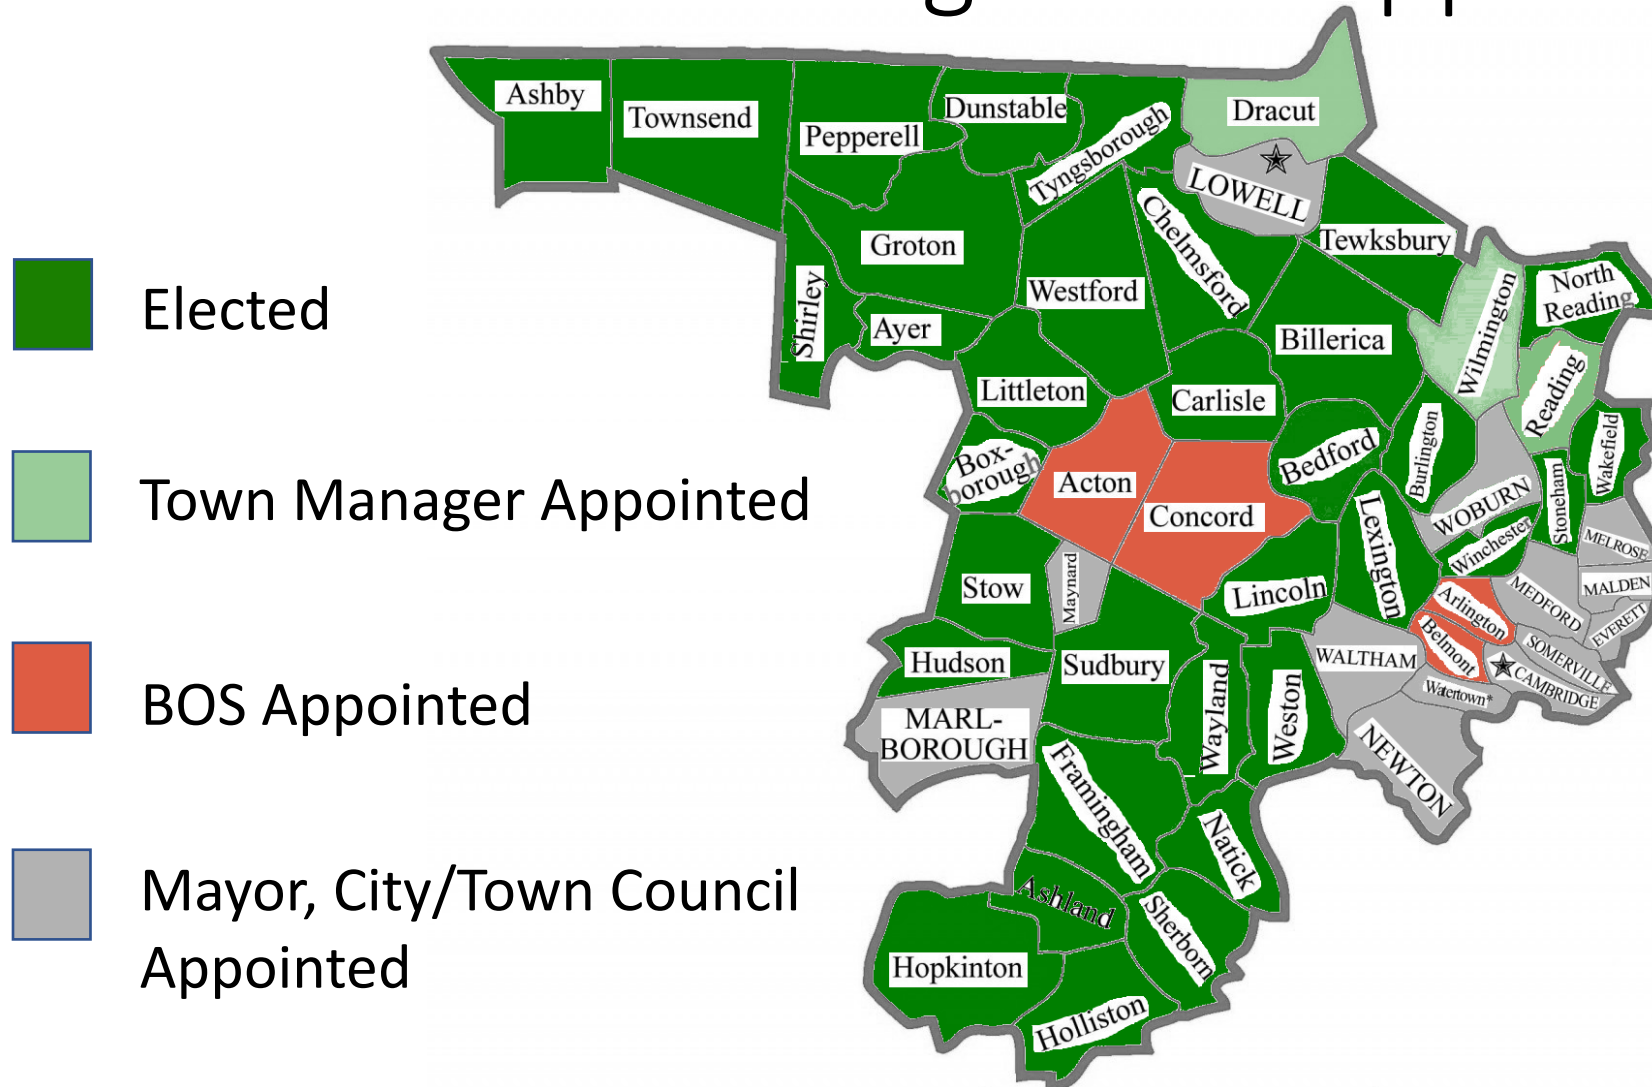 Ashby
Townsend
Pepperell
Dunstable
Tyngsborough
Dracut
LOWELL
Chelmsford
Tewksbury
Groton
Shirley
Ayer
Westford
Billerica
Wilmington
North
Reading
Reading
Littleton
Carlisle
Bedford
Burlington
Wakefield
Box-
borough
Acton
Concord
Lexington
WOBURN
Stoneham
Winchester
MELROSE
Stow
Maynard
Lincoln
Arlington
MEDFORD
MALDEN
EVERETT
Belmont
SOMERVILLE
CAMBRIDGE
Hudson
Sudbury
Wayland
Weston
WALTHAM
Watertown*
MARL-
BOROUGH
NEWTON
Framingham
Natick
Ashland
Sherborn
Hopkinton
Holliston
Elected
Town Manager Appointed
BOS Appointed
Mayor, City/Town Council
Appointed